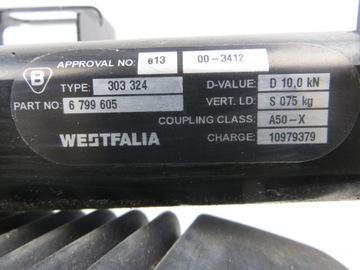 B
APPROVAL NO: e13 00-3412
TYPE: 303 324 D-VALUE: D 10,0 kN
PART NO: 6 799 605 VERT. LD: S 075 kg
COUPLING CLASS: A50-X
WESTFALIA CHARGE: 10979379